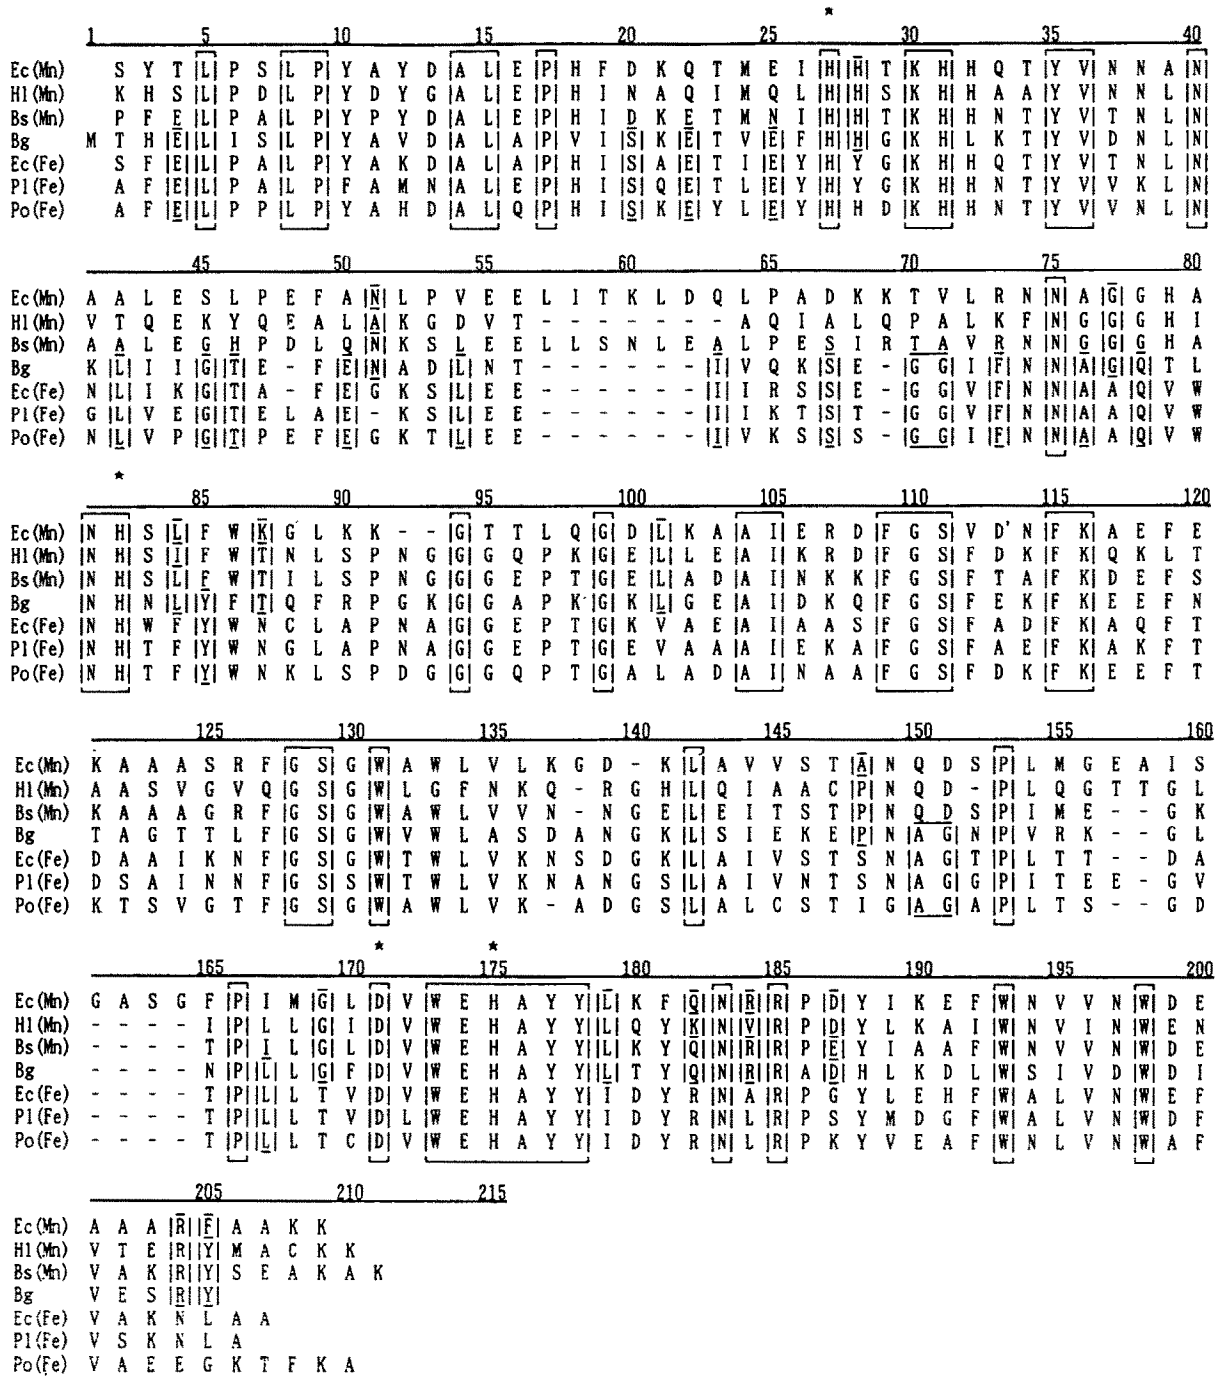 *
1 5 10 15 20 25 30 35 40
Ec(Mn) S Y T |L| P S |L P| Y A Y D |A L| E |P| H F D K Q T M E I |H| |H| T |K H| H Q T |Y V| N N A |N|
Hl(Mn) K H S |L| P D |L P| Y D Y G |A L| E |P| H I N A Q I M Q L |H| |H| S |K H| H A A |Y V| N N L |N|
Bs(Mn) P F E |L| P A |L P| Y P Y D |A L| E |P| H I D K E T M N I |H| |H| T |K H| H N T |Y V| T N L |N|
Bg M T H |E| |L| I S |L P| Y A V D |A L| A |P| V I |S| K |E| T V |E| F |H| |H| G |K H| L K T |Y V| D N L |N|
Ec(Fe) S F |E| |L| P A |L P| Y A K D |A L| A |P| H I |S| A |E| T I |E| Y |H| Y G |K H| H Q T |Y V| T N L |N|
Pl(Fe) A F |E| |L| P A |L P| F A M N |A L| E |P| H I |S| Q |E| T L |E| Y |H| Y G |K H| H N T |Y V| V K L |N|
Po(Fe) A F |E| |L| P P |L P| Y A H D |A L| Q |P| H I |S| K |E| Y L |E| Y |H| H D |K H| H N T |Y V| V N L |N|
45 50 55 60 65 70 75 80
Ec(Mn) A A L E S L P E F A |N| L P V E E L I T K L D Q L P A D K K T V L R N |N| A |G| G H A
Hl(Mn) V T Q E K Y Q E A L |A| K G D V T - - - - - - - A Q I A L Q P A L K F |N| G |G| G H I
Bs(Mn) A A L E G H P D L Q |N| K S L E E L L S N L E A L P E S I R T A V R N |N| G |G| G H A
Bg K |L| I I |G| |T| E - F |E| |N| A D |L| N T - - - - - - |I| V Q K |S| E - |G G| I |F| N |N| |A| |G| |Q| T L
Ec(Fe) N |L| I K |G| |T| A - F |E| G K S |L| E E - - - - - - |I| I R S |S| E - |G G| V |F| N |N| |A| A |Q| V W
Pl(Fe) G |L| V E |G| |T| E L A |E| - K S |L| E E - - - - - - |I| I K T |S| T - |G G| V |F| N |N| |A| A |Q| V W
Po(Fe) N |L| V P |G| |T| P E F |E| G K T |L| E E - - - - - - |I| V K S |S| S - |G G| I |F| N |N| |A| A |Q| V W
*
85 90 95 100 105 110 115 120
Ec(Mn) |N H| S |L| F W |K| G L K K - - |G| T T L Q |G| D |L| K A |A I| E R D |F G S| V D N |F K| A E F E
Hl(Mn) |N H| S |I| F W |T| N L S P N G |G| G Q P K |G| E |L| L E |A I| K R D |F G S| F D K |F K| Q K L T
Bs(Mn) |N H| S |L| F W |T| I L S P N G |G| G E P T |G| E |L| A D |A I| N K K |F G S| F T A |F K| D E F S
Bg |N H| N |L| |Y| F |T| Q F R P G K |G| G A P K |G| K |L| G E |A I| D K Q |F G S| F E K |F K| E E F N
Ec(Fe) |N H| W F |Y| W N C L A P N A |G| G E P T |G| K V A E |A I| A A S |F G S| F A D |F K| A Q F T
Pl(Fe) |N H| T F |Y| W N G L A P N A |G| G E P T |G| E V A A |A I| E K A |F G S| F A E |F K| A K F T
Po(Fe) |N H| T F |Y| W N K L S P D G |G| G Q P T |G| A L A D |A I| N A A |F G S| F D K |F K| E E F T
125 130 135 140 145 150 155 160
Ec(Mn) K A A A S R F |G S| G |W| A W L V L K G D - K |L| A V V S T |A| N Q D S |P| L M G E A I S
Hl(Mn) A A S V G V Q |G S| G |W| L G F N K Q - R G H |L| Q I A A C |P| N Q D - |P| L Q G T T G L
Bs(Mn) K A A A G R F |G S| G |W| A W L V V N - N G E |L| E I T S T |P| N Q D S |P| I M E - - G K
Bg T A G T T L F |G S| G |W| V W L A S D A N G K |L| S I E K E |P| N |A G| N |P| V R K - - G L
Ec(Fe) D A A I K N F |G S| G |W| T W L V K N S D G K |L| A I V S T S N |A G| T |P| L T T - - D A
Pl(Fe) D S A I N N F |G S| S |W| T W L V K N A N G S |L| A I V N T S N |A G| G |P| I T E E - G V
Po(Fe) K T S V G T F |G S| G |W| A W L V K - A D G S |L| A L C S T I G |A G| A |P| L T S - - G D
* *
165 170 175 180 185 190 195 200
Ec(Mn) G A S G F |P| I M |G| L |D| V |W E H A Y Y| |L| K F |Q| |N| |R| |R| P |D| Y I K E F |W| N V V N |W| D E
Hl(Mn) - - - - I |P| L L |G| I |D| V |W E H A Y Y| |L| Q Y |K| |N| |V| |R| P |D| Y L K A I |W| N V I N |W| E N
Bs(Mn) - - - - T |P| I L |G| L |D| V |W E H A Y Y| |L| K Y |Q| |N| |R| |R| P |E| Y I A A F |W| N V V N |W| D E
Bg - - - - N |P| |L| L |G| F |D| V |W E H A Y Y| |L| T Y |Q| |N| |R| |R| A |D| H L K D L |W| S I V D |W| D I
Ec(Fe) - - - - T |P| |L| L T V |D| V |W E H A Y Y| I D Y R |N| A |R| P G Y L E H F |W| A L V N |W| E F
Pl(Fe) - - - - T |P| |L| L T V |D| L |W E H A Y Y| I D Y R |N| L |R| P S Y M D G F |W| A L V N |W| D F
Po(Fe) - - - - T |P| |L| L T C |D| V |W E H A Y Y| I D Y R |N| L |R| P K Y V E A F |W| N L V N |W| A F
205 210 215
Ec(Mn) A A A |R| |F| A A K K
Hl(Mn) V T E |R| |Y| M A C K K
Bs(Mn) V A K |R| |Y| S E A K A K
Bg V E S |R| |Y|
Ec(Fe) V A K N L A A
Pl(Fe) V S K N L A
Po(Fe) V A E E G K T F K A